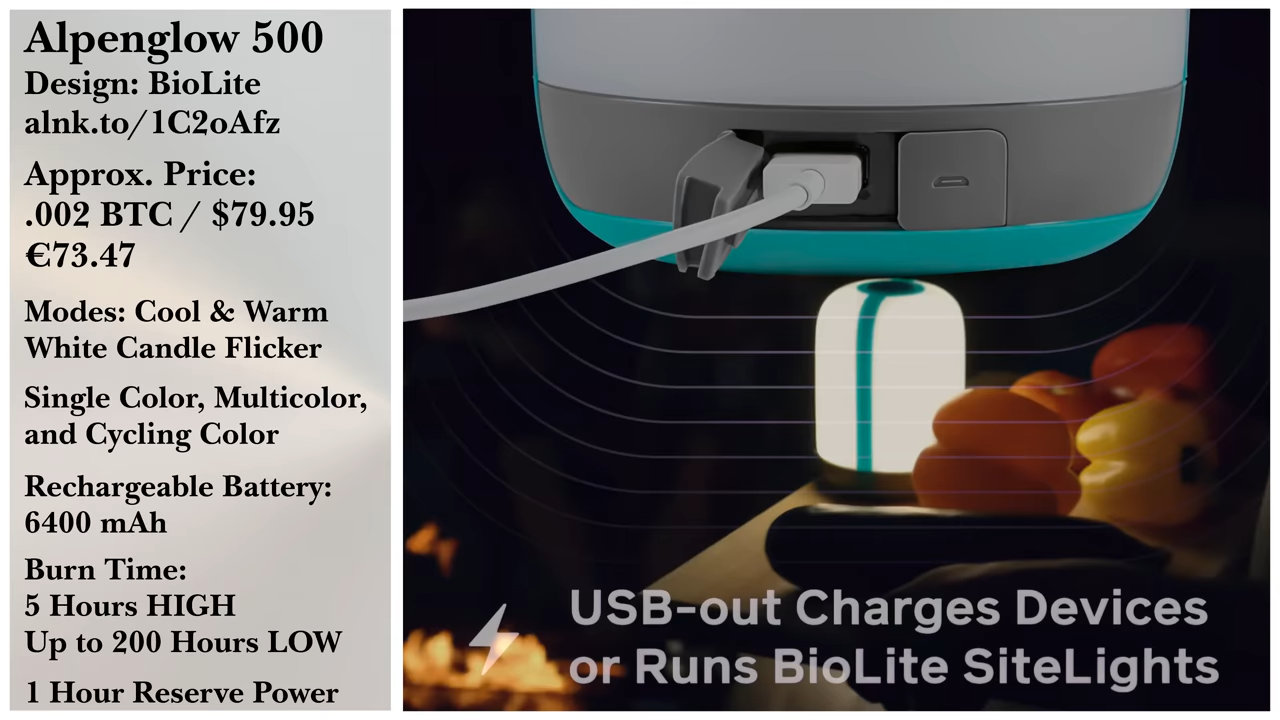 Alpenglow 500
Design: BioLite
alnk.to/1C2oAfz
Approx. Price:
.002 BTC / $79.95
€73.47
Modes: Cool & Warm
White Candle Flicker
Single Color, Multicolor,
and Cycling Color
Rechargeable Battery:
6400 mAh
Burn Time:
5 Hours HIGH
Up to 200 Hours LOW
1 Hour Reserve Power
USB-out Charges Devices
or Runs BioLite SiteLights